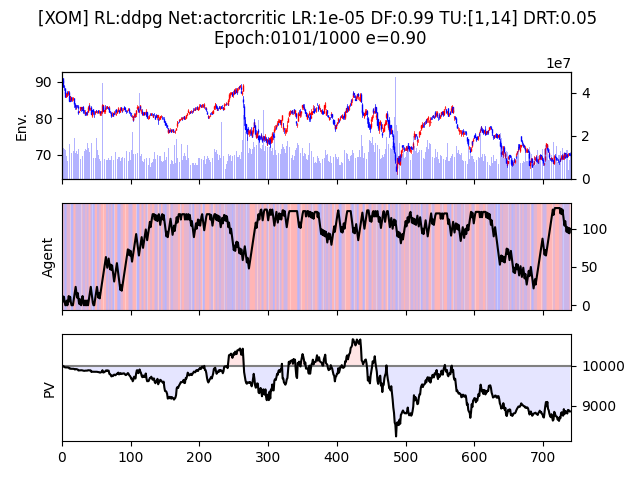 [XOM] RL:ddpg Net:actorcritic LR:1e-05 DF:0.99 TU:[1,14] DRT:0.05
Epoch:0101/1000 e=0.90
1e7
Env.
90
80
70
4
2
0
Agent
100
50
0
PV
10000
9000
0 100 200 300 400 500 600 700